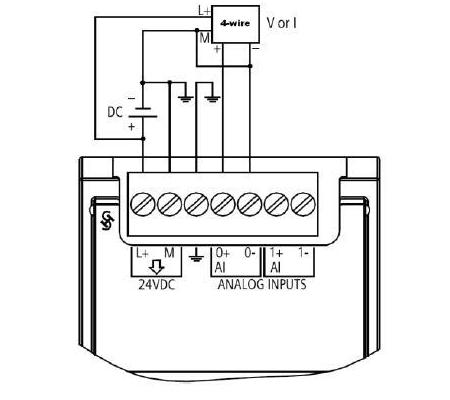 L+
4-wire
V or I
M
+ −
−
DC
+
L+ M 0+ 0- 1+ 1-
AI AI
24VDC ANALOG INPUTS